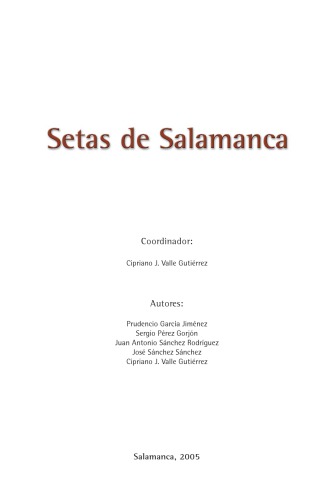 Setas de Salamanca
Coordinador:
Cipriano J. Valle Gutiérrez
Autores:
Prudencio García Jiménez
Sergio Pérez Gorjón
Juan Antonio Sánchez Rodríguez
José Sánchez Sánchez
Cipriano J. Valle Gutiérrez
Salamanca, 2005